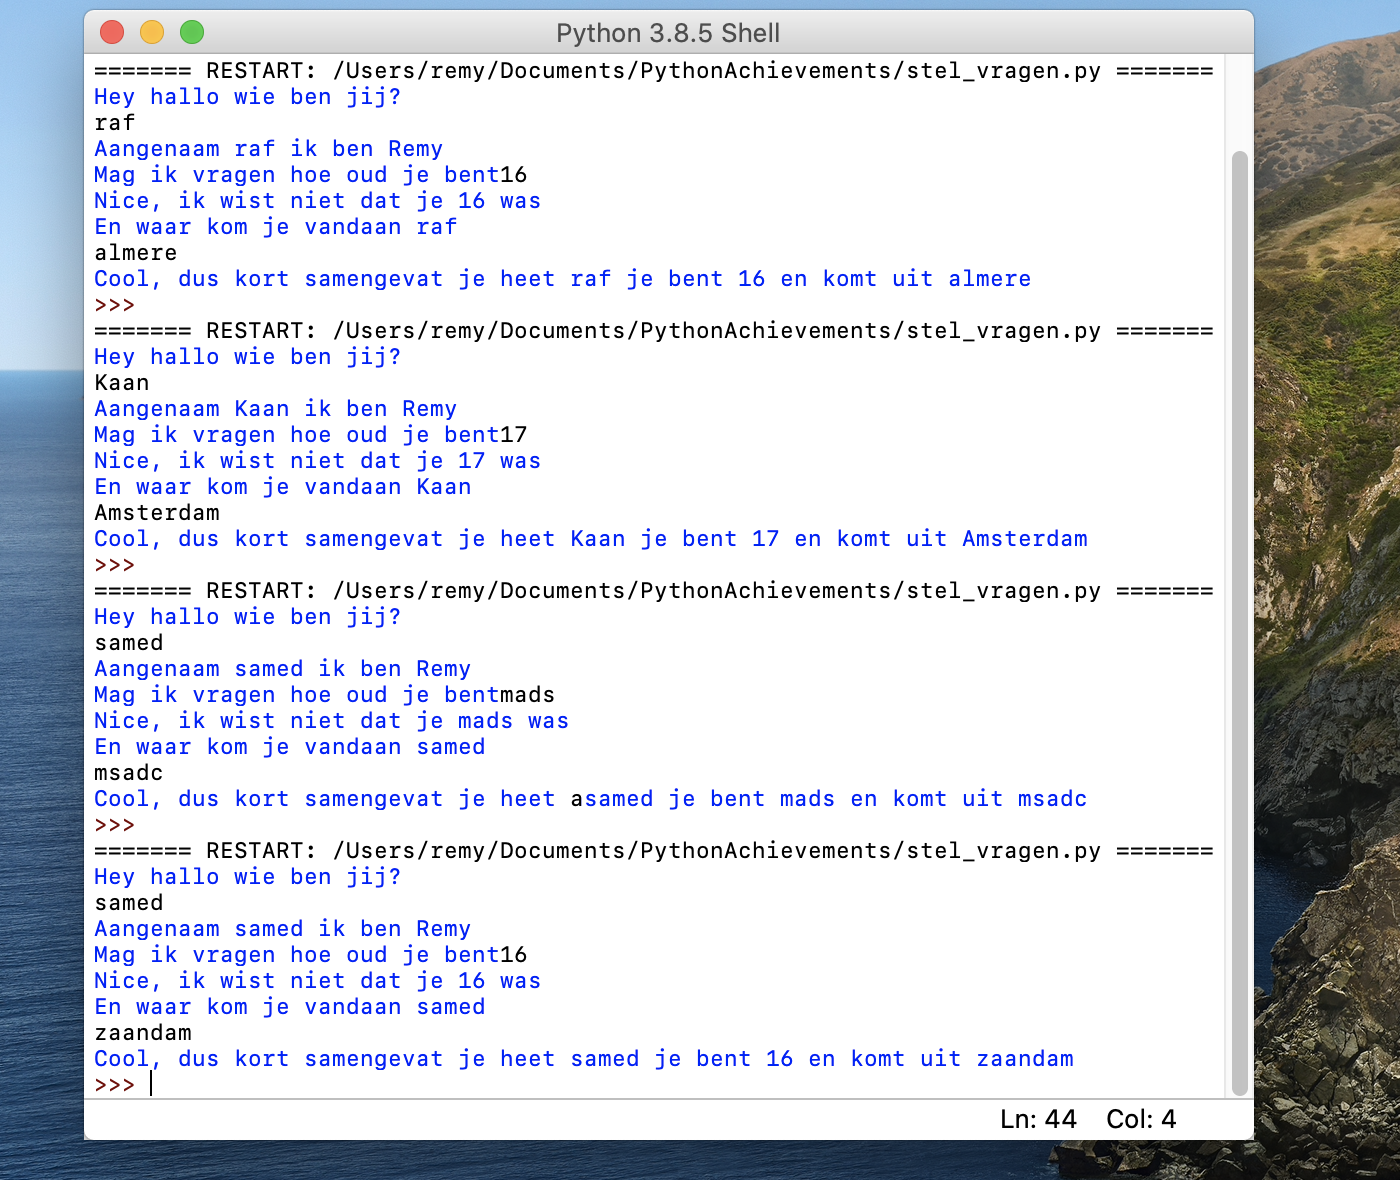 Python 3.8.5 Shell
======= RESTART: /Users/remy/Documents/PythonAchievements/stel_vragen.py =======
Hey hallo wie ben jij?
raf
Aangenaam raf ik ben Remy
Mag ik vragen hoe oud je bent16
Nice, ik wist niet dat je 16 was
En waar kom je vandaan raf
almere
Cool, dus kort samengevat je heet raf je bent 16 en komt uit almere
>>>
======= RESTART: /Users/remy/Documents/PythonAchievements/stel_vragen.py =======
Hey hallo wie ben jij?
Kaan
Aangenaam Kaan ik ben Remy
Mag ik vragen hoe oud je bent17
Nice, ik wist niet dat je 17 was
En waar kom je vandaan Kaan
Amsterdam
Cool, dus kort samengevat je heet Kaan je bent 17 en komt uit Amsterdam
>>>
======= RESTART: /Users/remy/Documents/PythonAchievements/stel_vragen.py =======
Hey hallo wie ben jij?
samed
Aangenaam samed ik ben Remy
Mag ik vragen hoe oud je bentmads
Nice, ik wist niet dat je mads was
En waar kom je vandaan samed
msadc
Cool, dus kort samengevat je heet asamed je bent mads en komt uit msadc
>>>
======= RESTART: /Users/remy/Documents/PythonAchievements/stel_vragen.py =======
Hey hallo wie ben jij?
samed
Aangenaam samed ik ben Remy
Mag ik vragen hoe oud je bent16
Nice, ik wist niet dat je 16 was
En waar kom je vandaan samed
zaandam
Cool, dus kort samengevat je heet samed je bent 16 en komt uit zaandam
>>>
Ln: 44 Col: 4